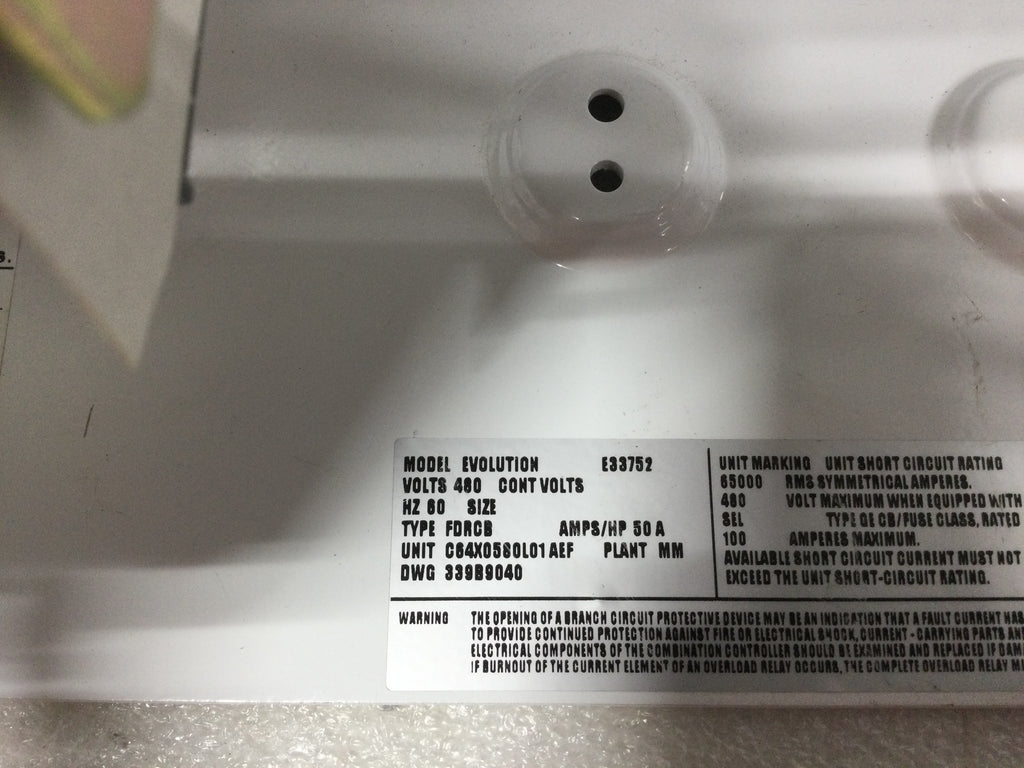 MODEL EVOLUTION E33752
VOLTS 480 CONT VOLTS
HZ 60 SIZE
TYPE FDRCB AMPS/HP 50 A
UNIT C64X0580L01AEF PLANT MM
DWG 339B9040
UNIT MARKING UNIT SHORT CIRCUIT RATING
65000 RMS SYMMETRICAL AMPERES.
480 VOLT MAXIMUM WHEN EQUIPPED WITH
SEL TYPE GE CB/FUSE CLASS, RATED
100 AMPERES MAXIMUM.
AVAILABLE SHORT CIRCUIT CURRENT MUST NOT
EXCEED THE UNIT SHORT-CIRCUIT RATING.
WARNING THE OPENING OF A BRANCH CIRCUIT PROTECTIVE DEVICE MAY BE AN INDICATION THAT A FAULT CURRENT HAS
TO PROVIDE CONTINUED PROTECTION AGAINST FIRE OR ELECTRICAL SHOCK, CURRENT - CARRYING PARTS AND
ELECTRICAL COMPONENTS OF THE COMBINATION CONTROLLER SHOULD BE EXAMINED AND REPLACED IF DAM
IF BURNOUT OF THE CURRENT ELEMENT OF AN OVERLOAD RELAY OCCURS, THE COMPLETE OVERLOAD RELAY M